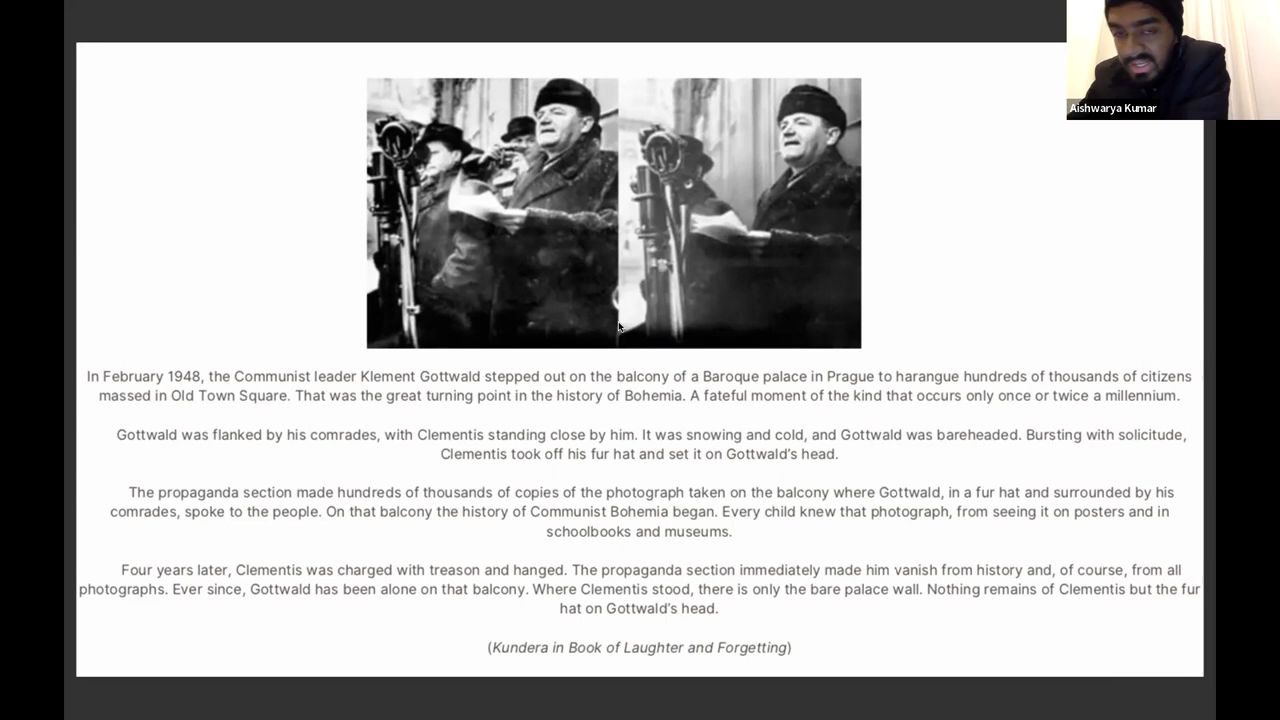 Aishwarya Kumar
In February 1948, the Communist leader Klement Gottwald stepped out on the balcony of a Baroque palace in Prague to harangue hundreds of thousands of citizens
massed in Old Town Square. That was the great turning point in the history of Bohemia. A fateful moment of the kind that occurs only once or twice a millennium.
Gottwald was flanked by his comrades, with Clementis standing close by him. It was snowing and cold, and Gottwald was bareheaded. Bursting with solicitude,
Clementis took off his fur hat and set it on Gottwald's head.
The propaganda section made hundreds of thousands of copies of the photograph taken on the balcony where Gottwald, in a fur hat and surrounded by his
comrades, spoke to the people. On that balcony the history of Communist Bohemia began. Every child knew that photograph, from seeing it on posters and in
schoolbooks and museums.
Four years later, Clementis was charged with treason and hanged. The propaganda section immediately made him vanish from history and, of course, from all
photographs. Ever since, Gottwald has been alone on that balcony. Where Clementis stood, there is only the bare palace wall. Nothing remains of Clementis but the fur
hat on Gottwald's head.
(Kundera in Book of Laughter and Forgetting)